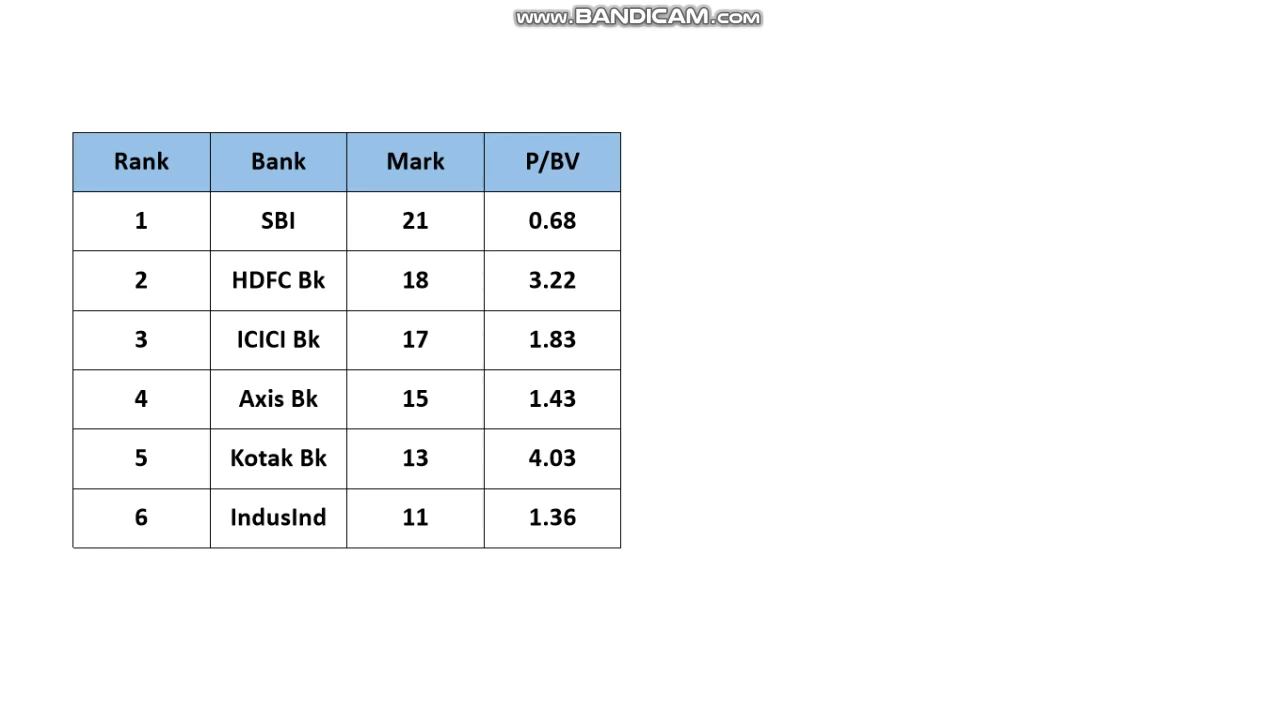 www.BANDICAM.com
Rank Bank Mark P/BV
1 SBI 21 0.68
2 HDFC Bk 18 3.22
3 ICICI Bk 17 1.83
4 Axis Bk 15 1.43
5 Kotak Bk 13 4.03
6 IndusInd 11 1.36